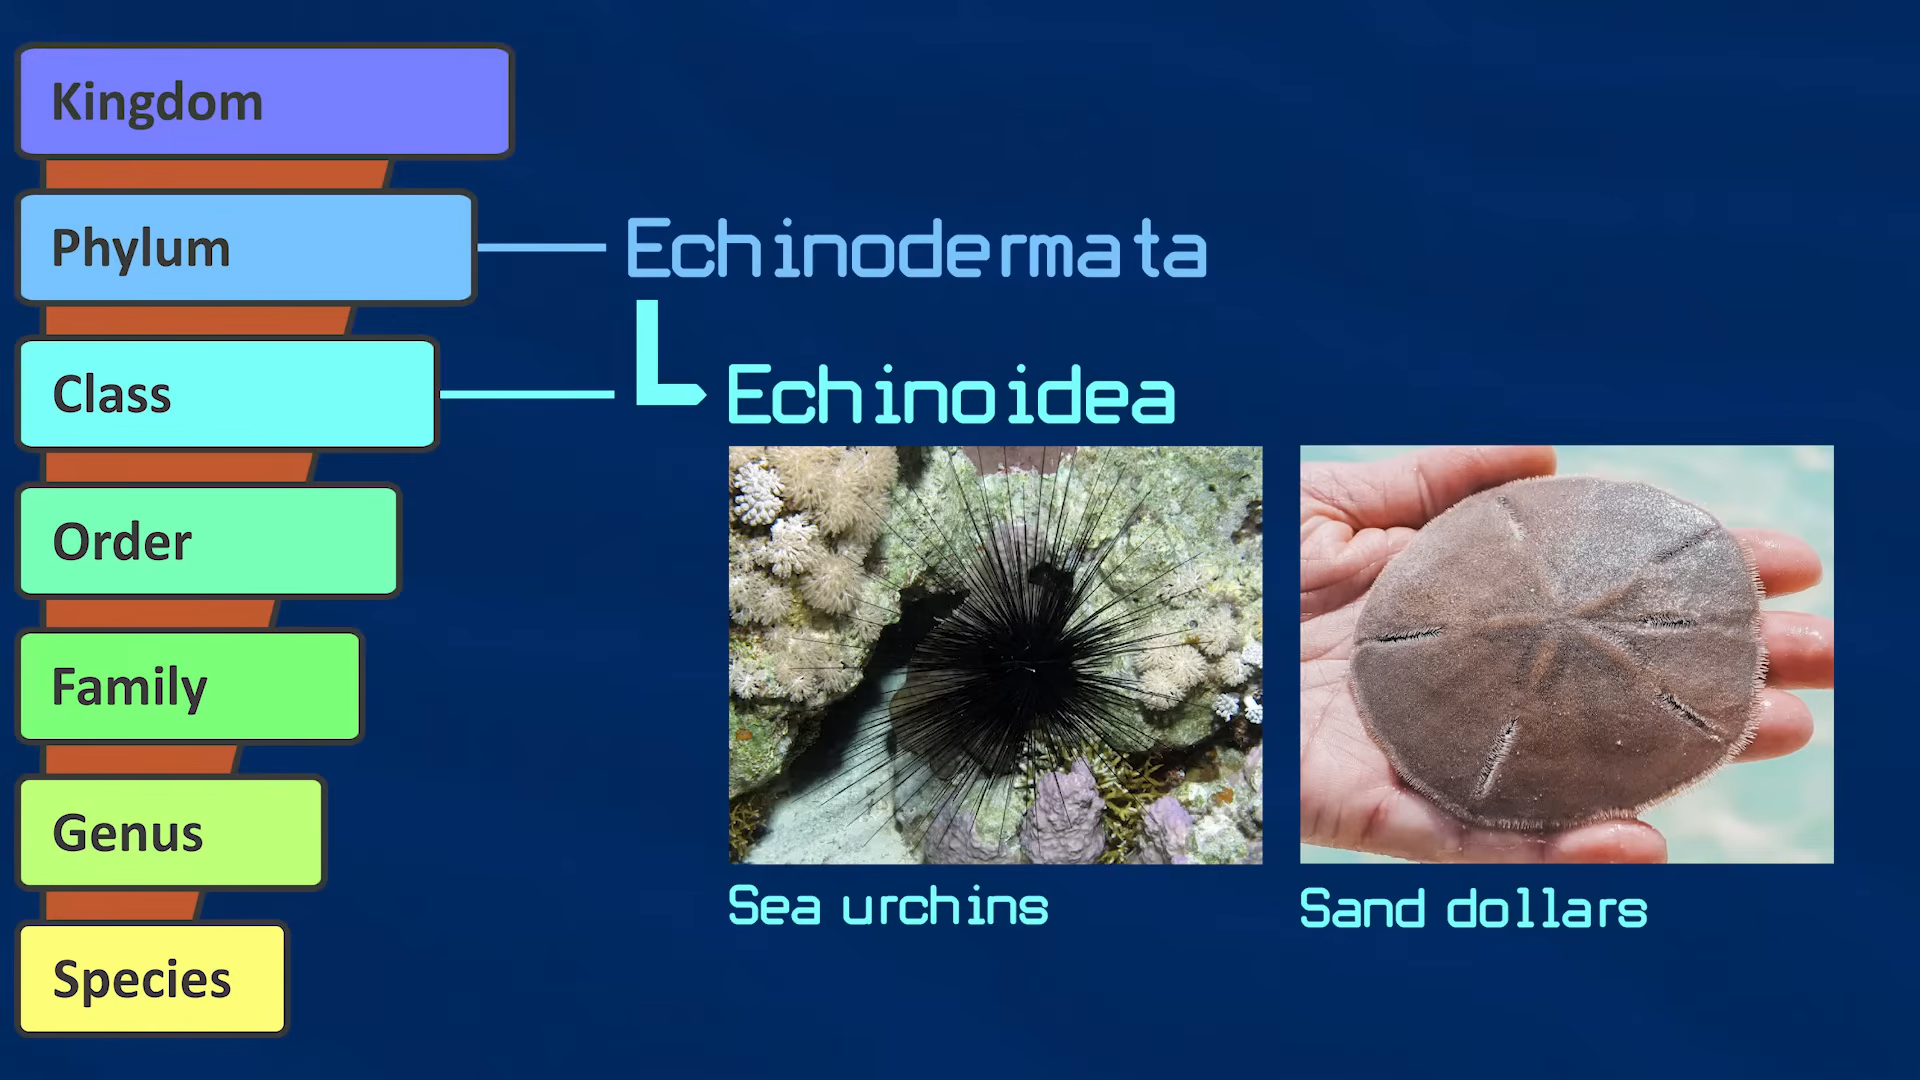 Kingdom
Phylum
Echinodermata
Class
Echinoidea
Order
Family
Genus
Species
Sea urchins
Sand dollars